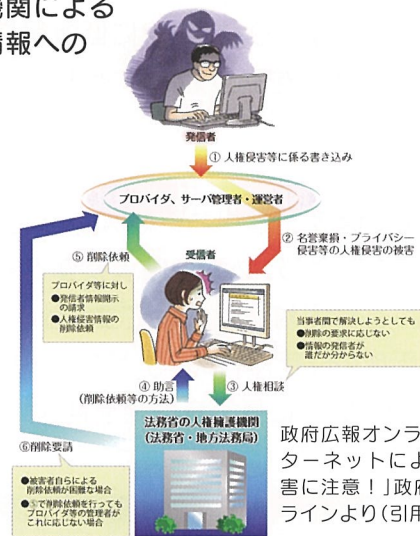 機関による
情報への
発信者
① 人権侵害等に係る書き込み
プロバイダ、サーバ管理者・運営者
② 名誉棄損・プライバシー
侵害等の人権侵害の被害
⑤ 削除依頼
受信者
プロバイダ等に対し
●発信者情報開示
の請求
●人権侵害情報の
削除依頼
当事者間で解決しようとしても
●削除の要求に応じない
●情報の発信者が
誰だか分からない
④ 助言
(削除依頼等の方法)
③ 人権相談
法務省の人権擁護機関
(法務省・地方法務局)
⑥削除要請
●被害者自らによる
削除依頼が困難な場合
●⑤で削除依頼を行っても
プロバイダ等の管理者が
これに応じない場合
政府広報オンラ
ターネットによ
害に注意!」政府
ラインより(引用